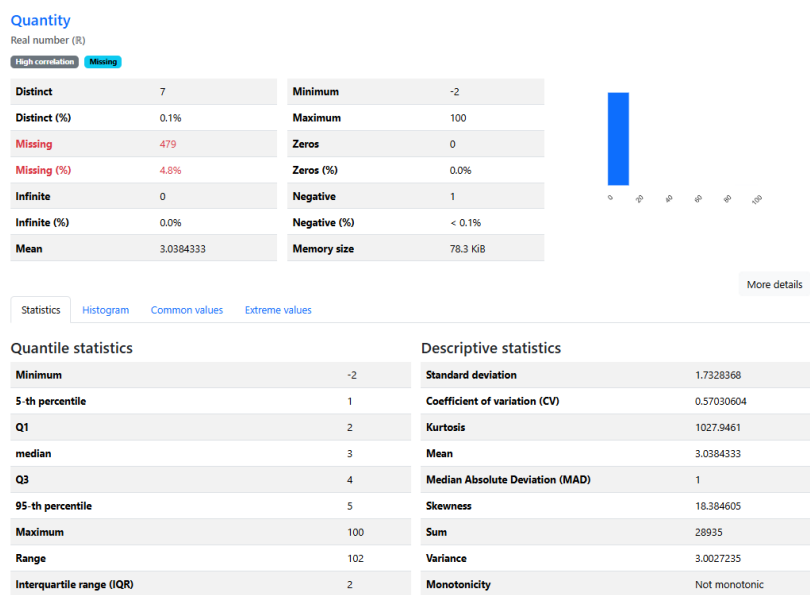 Quantity
Real number (ℝ)
High correlation Missing
Distinct 7 Minimum -2
Distinct (%) 0.1% Maximum 100
Missing 479 Zeros 0
Missing (%) 4.8% Zeros (%) 0.0%
Infinite 0 Negative 1
Infinite (%) 0.0% Negative (%) < 0.1%
Mean 3.0384333 Memory size 78.3 KiB
0 20 40 60 80 100
More details
Statistics Histogram Common values Extreme values
Quantile statistics Descriptive statistics
Minimum -2 Standard deviation 1.7328368
5-th percentile 1 Coefficient of variation (CV) 0.57030604
Q1 2 Kurtosis 1027.9461
median 3 Mean 3.0384333
Q3 4 Median Absolute Deviation (MAD) 1
95-th percentile 5 Skewness 18.384605
Maximum 100 Sum 28935
Range 102 Variance 3.0027235
Interquartile range (IQR) 2 Monotonicity Not monotonic